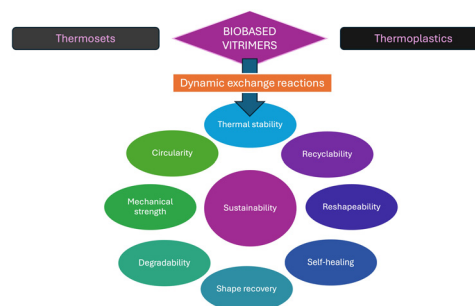 Thermosets
BIOBASED
VITRIMERS
Thermoplastics
Dynamic exchange reactions
Thermal stability
Circularity
Recyclability
Mechanical
strength
Sustainability
Reshapeability
Degradability
Self-healing
Shape recovery